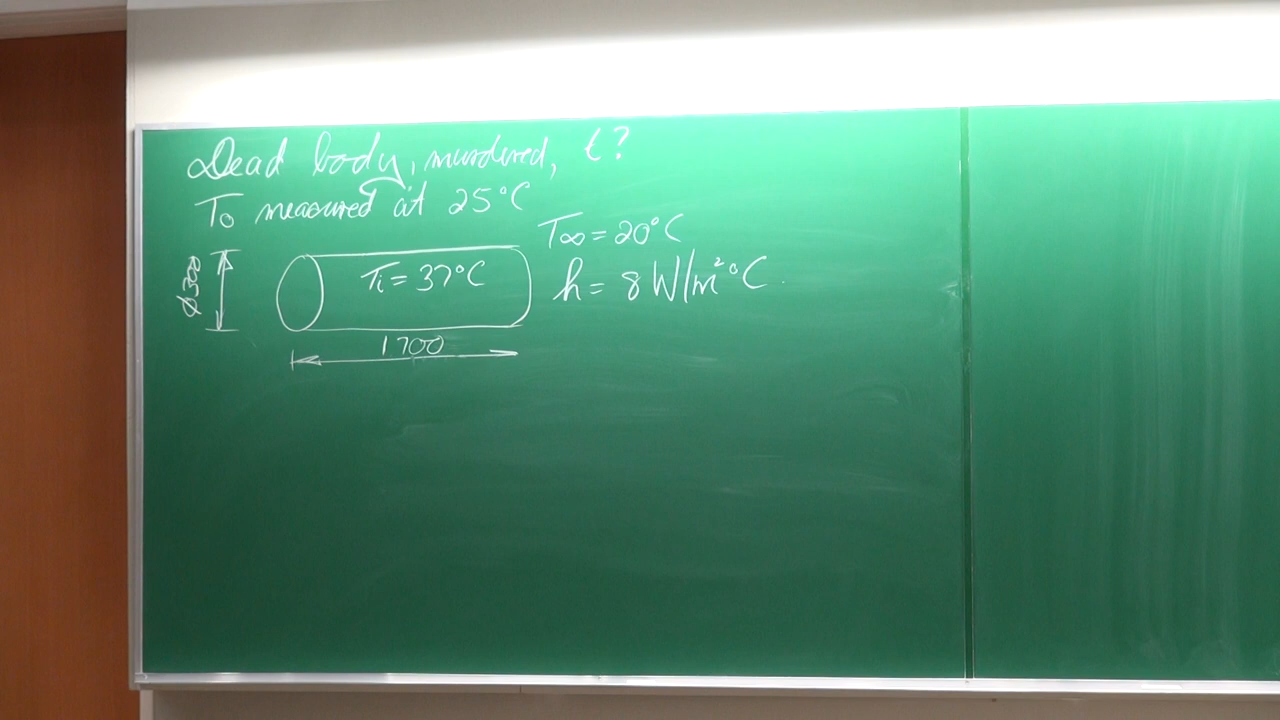 Dead body, murdered, t?
To measured at 25°C
T∞ = 20°C
h = 8 W/m²°C
Ti = 37°C
ø300
1700